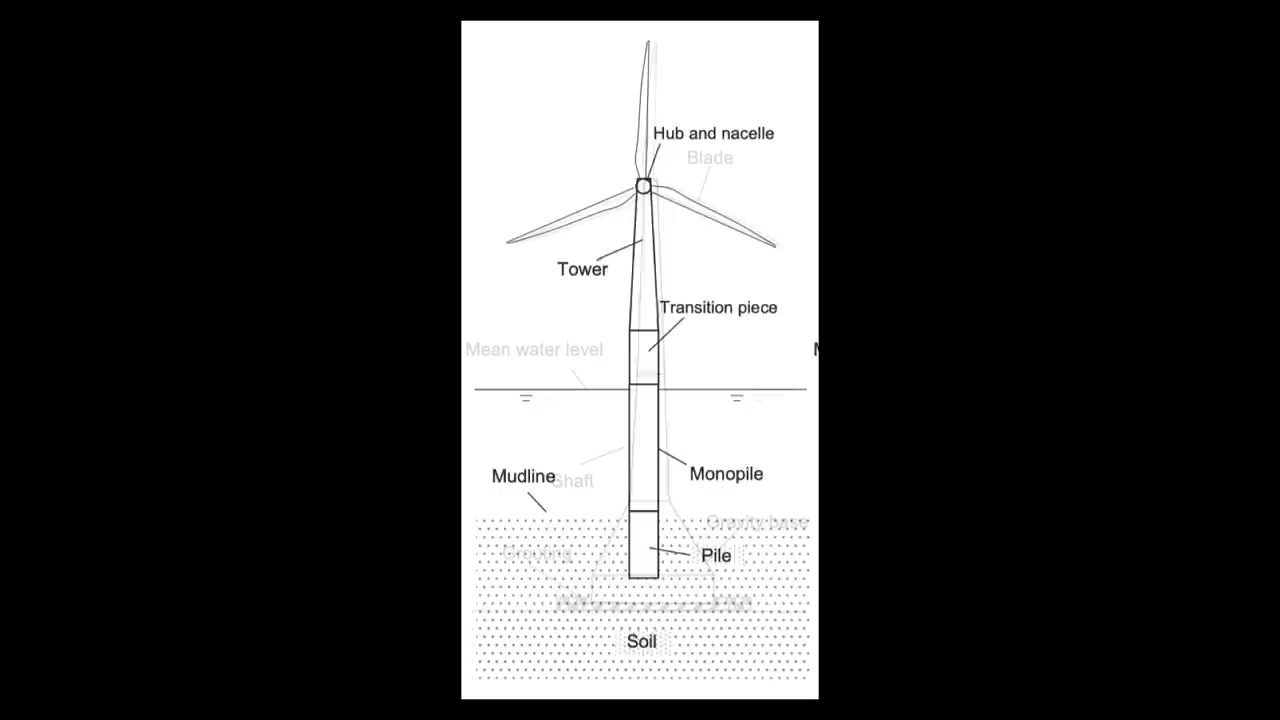 Hub and nacelle
Blade
Tower
Transition piece
Mean water level
Mudline
Shaft
Monopile
Gravity base
Grouting
Pile
Soil